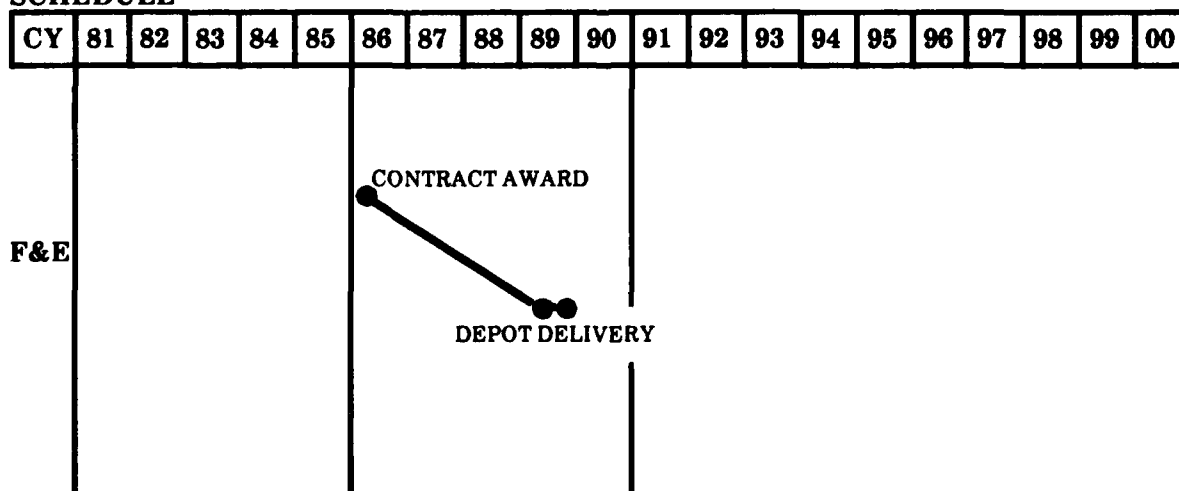 SCHEDULE
CY 81 82 83 84 85 86 87 88 89 90 91 92 93 94 95 96 97 98 99 00
CONTRACT AWARD
F&E
DEPOT DELIVERY